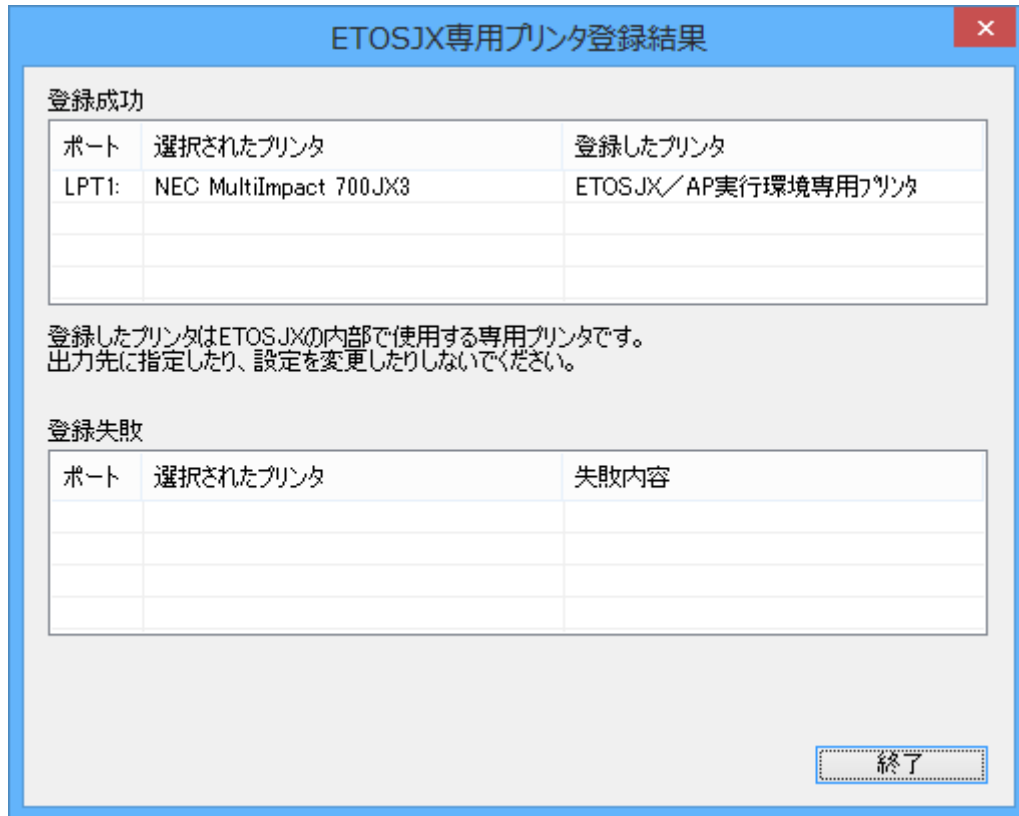 ETOSJX専用プリンタ登録結果
登録成功
ポート 選択されたプリンタ 登録したプリンタ
LPT1: NEC MultiImpact 700JX3 ETOSJX／AP実行環境専用ﾌﾟﾘﾝﾀ
登録したプリンタはETOSJXの内部で使用する専用プリンタです。
出力先に指定したり、設定を変更したりしないでください。
登録失敗
ポート 選択されたプリンタ 失敗内容
終了